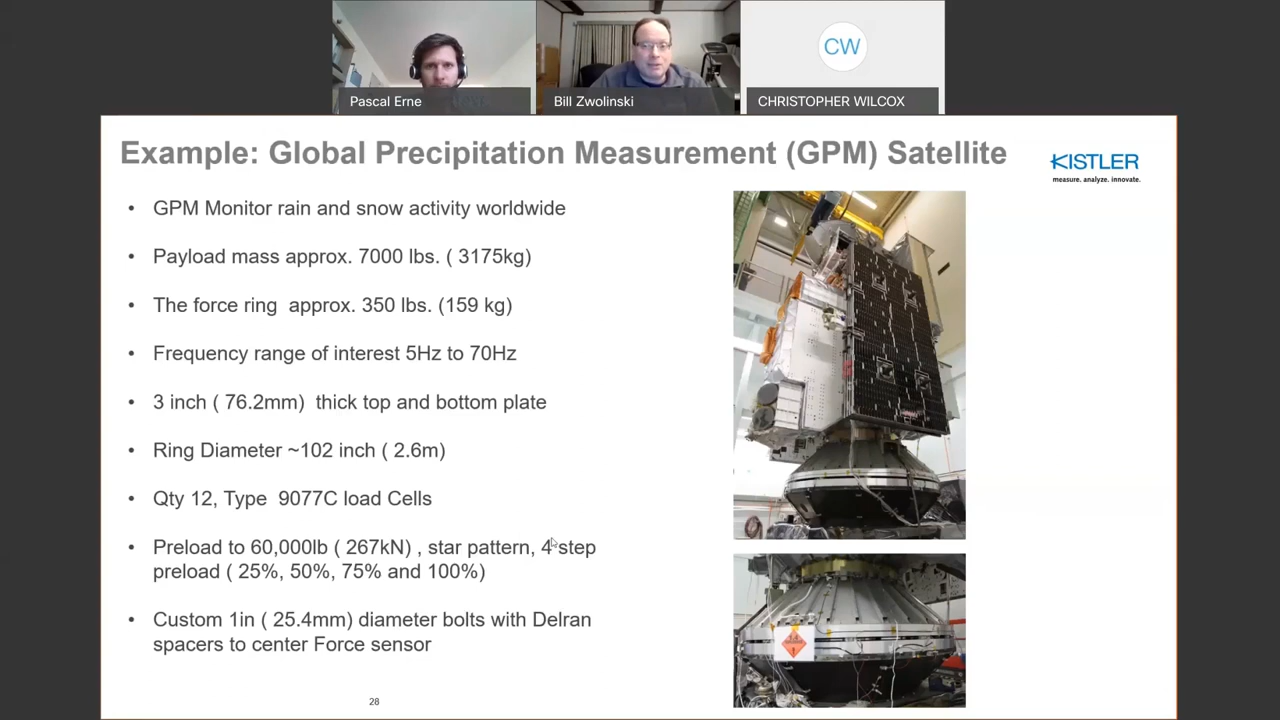 CW
Pascal Erne
Bill Zwolinski
CHRISTOPHER WILCOX
Example: Global Precipitation Measurement (GPM) Satellite
KISTLER
measure. analyze. innovate.
• GPM Monitor rain and snow activity worldwide
• Payload mass approx. 7000 lbs. ( 3175kg)
• The force ring approx. 350 lbs. (159 kg)
• Frequency range of interest 5Hz to 70Hz
• 3 inch ( 76.2mm) thick top and bottom plate
• Ring Diameter ~102 inch ( 2.6m)
• Qty 12, Type 9077C load Cells
• Preload to 60,000lb ( 267kN) , star pattern, 4-step
preload ( 25%, 50%, 75% and 100%)
• Custom 1in ( 25.4mm) diameter bolts with Delran
spacers to center Force sensor
28